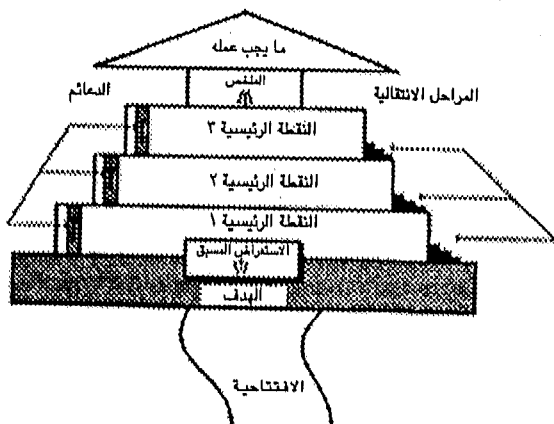 ما يجب عمله
الملخص
الدعائم
المراحل الانتقالية
النقطة الرئيسية ٣
النقطة الرئيسية ٢
النقطة الرئيسية ١
الاستعراض المسبق
الهدف
الافتتاحية